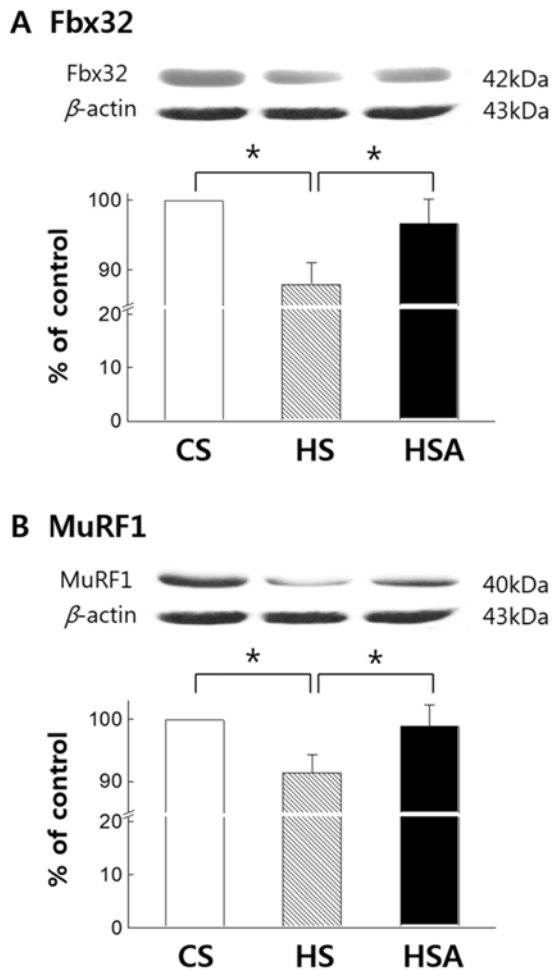 A Fbx32
Fbx32 42kDa
β-actin 43kDa
* *
100
90
20
10
0
% of control
CS HS HSA
B MuRF1
MuRF1 40kDa
β-actin 43kDa
* *
100
90
20
10
0
% of control
CS HS HSA